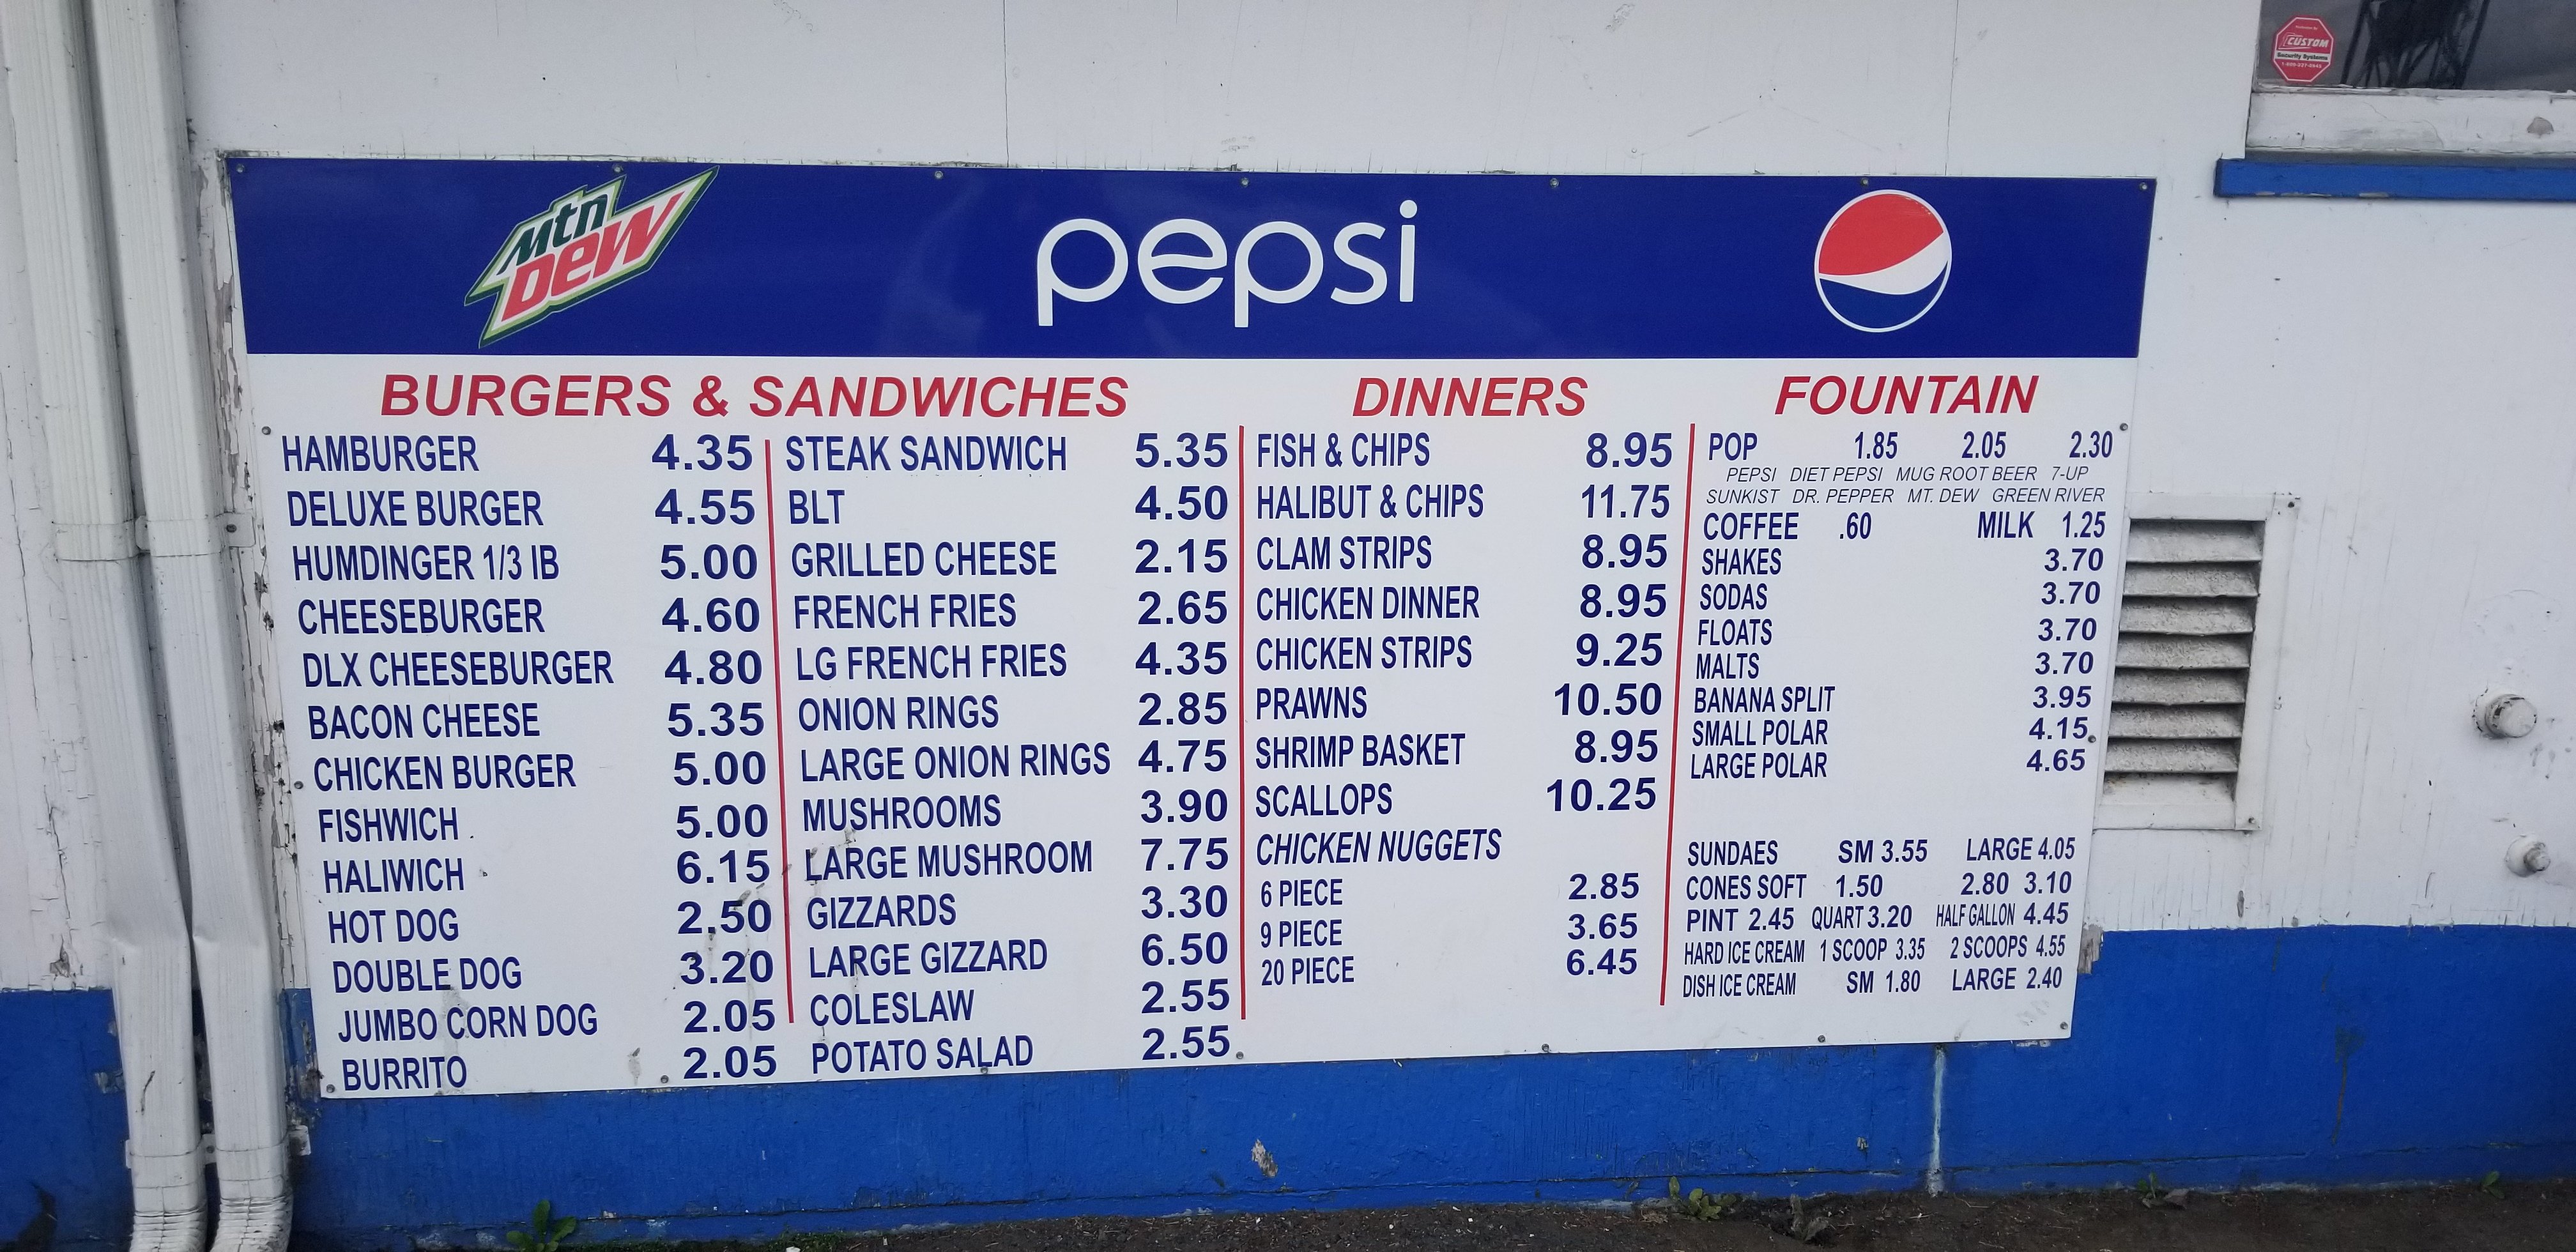 CUSTOM
Security Systems
mtn
DEW
pepsi
BURGERS & SANDWICHES
HAMBURGER 4.35
DELUXE BURGER 4.55
HUMDINGER 1/3 IB 5.00
CHEESEBURGER 4.60
DLX CHEESEBURGER 4.80
BACON CHEESE 5.35
CHICKEN BURGER 5.00
FISHWICH 5.00
HALIWICH 6.15
HOT DOG 2.50
DOUBLE DOG 3.20
JUMBO CORN DOG 2.05
BURRITO 2.05
STEAK SANDWICH 5.35
BLT 4.50
GRILLED CHEESE 2.15
FRENCH FRIES 2.65
LG FRENCH FRIES 4.35
ONION RINGS 2.85
LARGE ONION RINGS 4.75
MUSHROOMS 3.90
LARGE MUSHROOM 7.75
GIZZARDS 3.30
LARGE GIZZARD 6.50
COLESLAW 2.55
POTATO SALAD 2.55
DINNERS
FISH & CHIPS 8.95
HALIBUT & CHIPS 11.75
CLAM STRIPS 8.95
CHICKEN DINNER 8.95
CHICKEN STRIPS 9.25
PRAWNS 10.50
SHRIMP BASKET 8.95
SCALLOPS 10.25
CHICKEN NUGGETS
6 PIECE 2.85
9 PIECE 3.65
20 PIECE 6.45
FOUNTAIN
POP 1.85 2.05 2.30
PEPSI DIET PEPSI MUG ROOT BEER 7-UP
SUNKIST DR. PEPPER MT. DEW GREEN RIVER
COFFEE .60 MILK 1.25
SHAKES 3.70
SODAS 3.70
FLOATS 3.70
MALTS 3.70
BANANA SPLIT 3.95
SMALL POLAR 4.15
LARGE POLAR 4.65
SUNDAES SM 3.55 LARGE 4.05
CONES SOFT 1.50 2.80 3.10
PINT 2.45 QUART 3.20 HALF GALLON 4.45
HARD ICE CREAM 1 SCOOP 3.35 2 SCOOPS 4.55
DISH ICE CREAM SM 1.80 LARGE 2.40